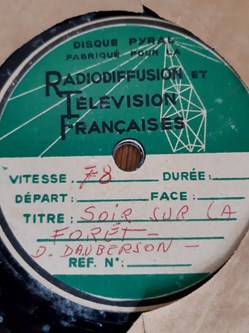 DISQUE PYRAL
FABRIQUÉ POUR LA
RADIODIFFUSION ET
TÉLÉVISION
FRANÇAISES
VITESSE : 78 DURÉE :
DÉPART : FACE :
TITRE : SOIR SUR LA
FORÊT —
D. DAUBERSON —
REF. N° :